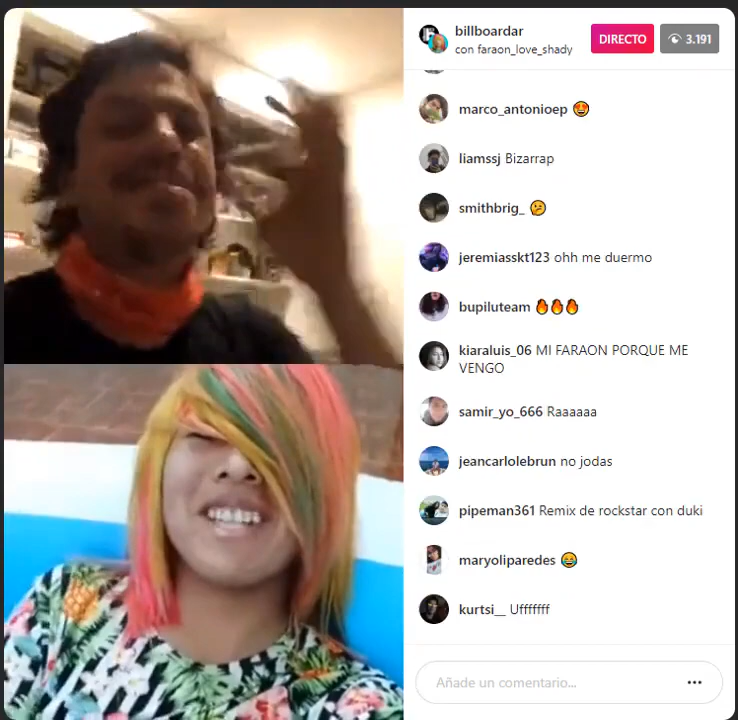 billboardar
con faraon_love_shady
DIRECTO
3.191
marco_antonioep 🤩
liamssj Bizarrap
smithbrig_ 🤔
jeremiasskt123 ohh me duermo
bupiluteam 🔥🔥🔥
kiaraluis_06 MI FARAON PORQUE ME
VENGO
samir_yo_666 Raaaaaa
jeancarlolebrun no jodas
pipeman361 Remix de rockstar con duki
maryoliparedes 😂
kurtsi__ Ufffffff
Añade un comentario...